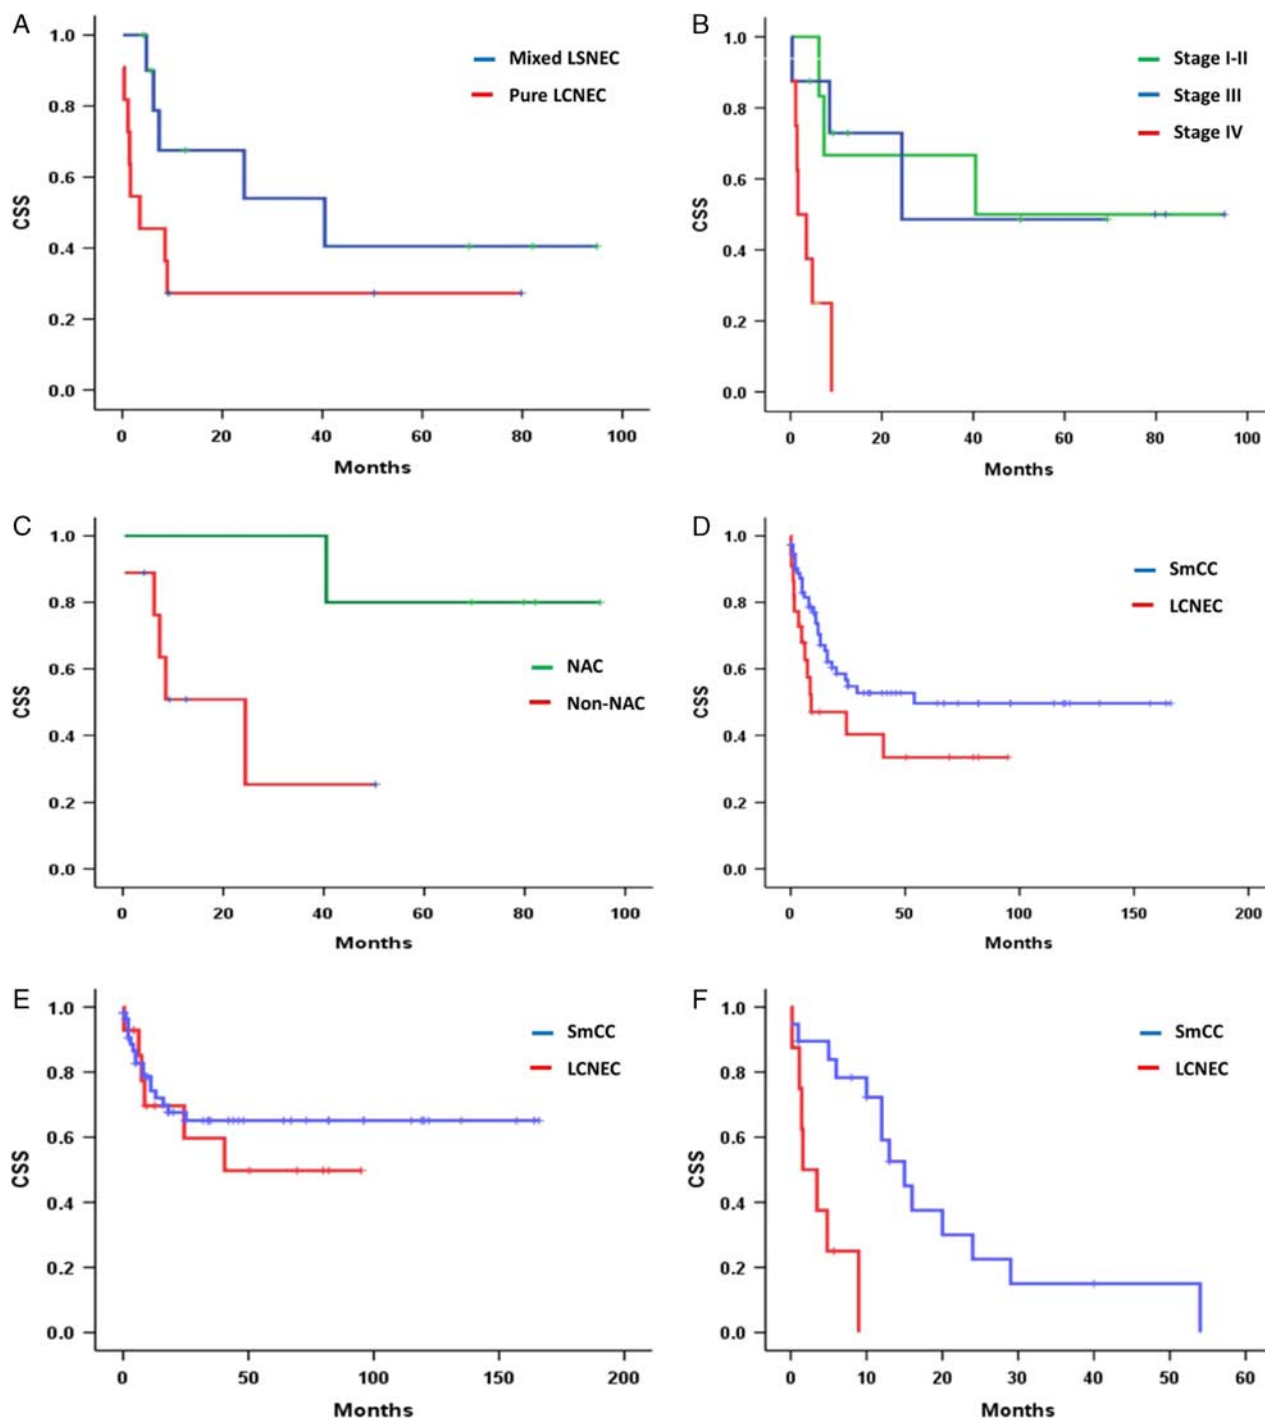 A
CSS
1.0
0.8
0.6
0.4
0.2
0.0
Mixed LSNEC
Pure LCNEC
0 20 40 60 80 100
Months
B
CSS
1.0
0.8
0.6
0.4
0.2
0.0
Stage I-II
Stage III
Stage IV
0 20 40 60 80 100
Months
C
CSS
1.0
0.8
0.6
0.4
0.2
0.0
NAC
Non-NAC
0 20 40 60 80 100
Months
D
CSS
1.0
0.8
0.6
0.4
0.2
0.0
SmCC
LCNEC
0 50 100 150 200
Months
E
CSS
1.0
0.8
0.6
0.4
0.2
0.0
SmCC
LCNEC
0 50 100 150 200
Months
F
CSS
1.0
0.8
0.6
0.4
0.2
0.0
SmCC
LCNEC
0 10 20 30 40 50 60
Months